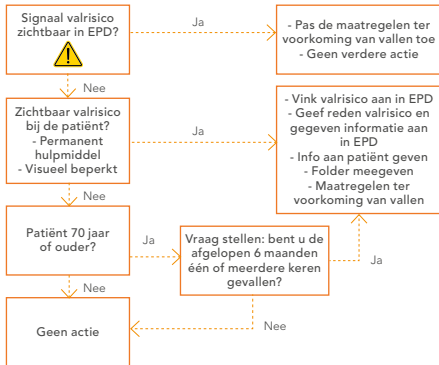 Signaal valrisico
zichtbaar in EPD?
Ja
- Pas de maatregelen ter
voorkoming van vallen toe
- Geen verdere actie
Nee
Zichtbaar valrisico
bij de patiënt?
- Permanent
hulpmiddel
- Visueel beperkt
Ja
- Vink valrisico aan in EPD
- Geef reden valrisico en
gegeven informatie aan
in EPD
- Info aan patiënt geven
- Folder meegeven
- Maatregelen ter
voorkoming van vallen
Nee
Patiënt 70 jaar
of ouder?
Ja
Vraag stellen: bent u de
afgelopen 6 maanden
één of meerdere keren
gevallen?
Ja
Nee
Nee
Geen actie